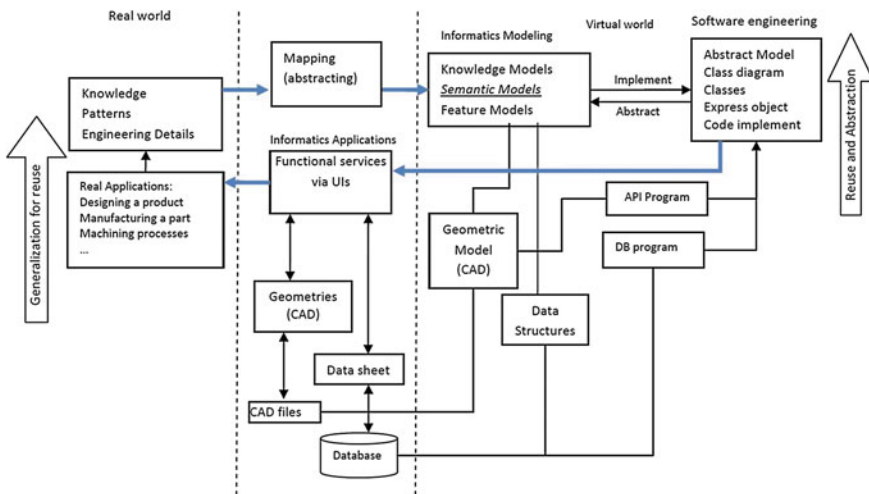 Real world
Virtual world
Software engineering
Informatics Modeling
Mapping
(abstracting)
Knowledge
Patterns
Engineering Details
Knowledge Models
Semantic Models
Feature Models
Implement
Abstract
Abstract Model
Class diagram
Classes
Express object
Code implement
Generalization for reuse
Reuse and Abstraction
Real Applications:
Designing a product
Manufacturing a part
Machining processes
...
Informatics Applications
Functional services
via UIs
Geometric
Model
(CAD)
API Program
DB program
Geometries
(CAD)
Data
Structures
Data sheet
CAD files
Database